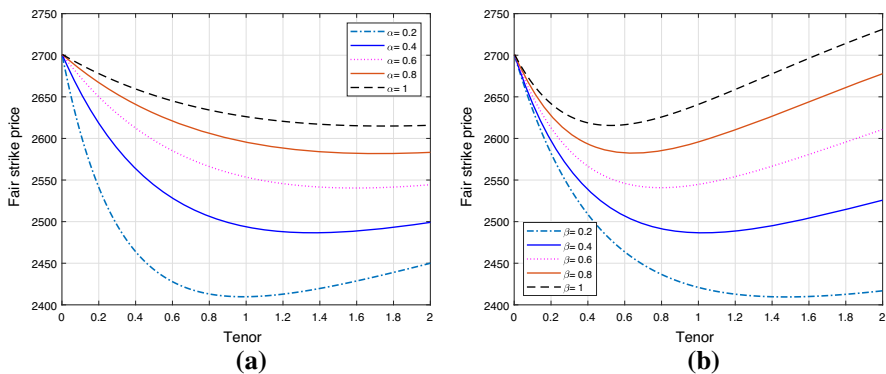 2750
2700
2650
2600
2550
2500
2450
2400
Fair strike price
0 0.2 0.4 0.6 0.8 1 1.2 1.4 1.6 1.8 2
Tenor
α= 0.2
α= 0.4
α= 0.6
α= 0.8
α= 1
(a)
2750
2700
2650
2600
2550
2500
2450
2400
Fair strike price
0 0.2 0.4 0.6 0.8 1 1.2 1.4 1.6 1.8 2
Tenor
β= 0.2
β= 0.4
β= 0.6
β= 0.8
β= 1
(b)